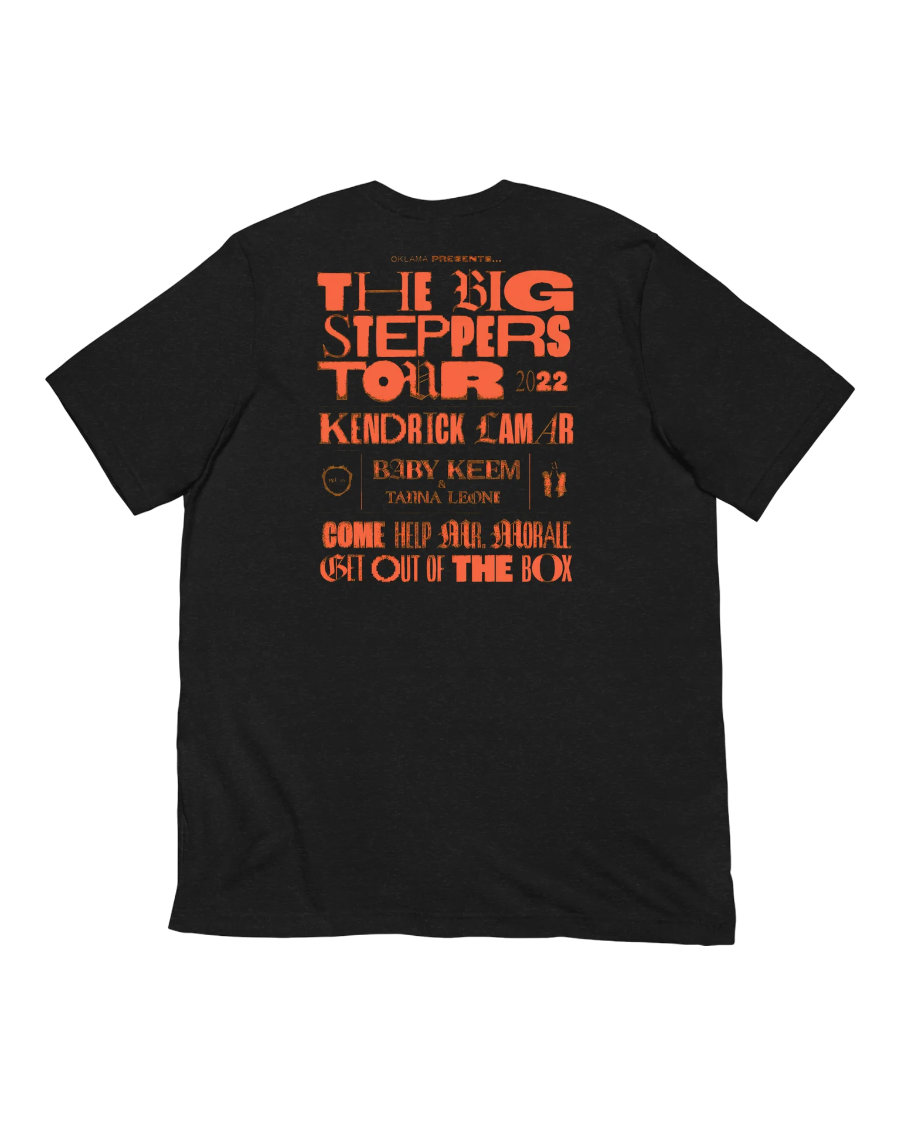 OKLAMA PRESENTS...
THE BIG
STEPPERS
TOUR 2022
KENDRICK LAMAR
BABY KEEM
&
TANNA LEONE
COME HELP MR. MORALE
GET OUT OF THE BOX